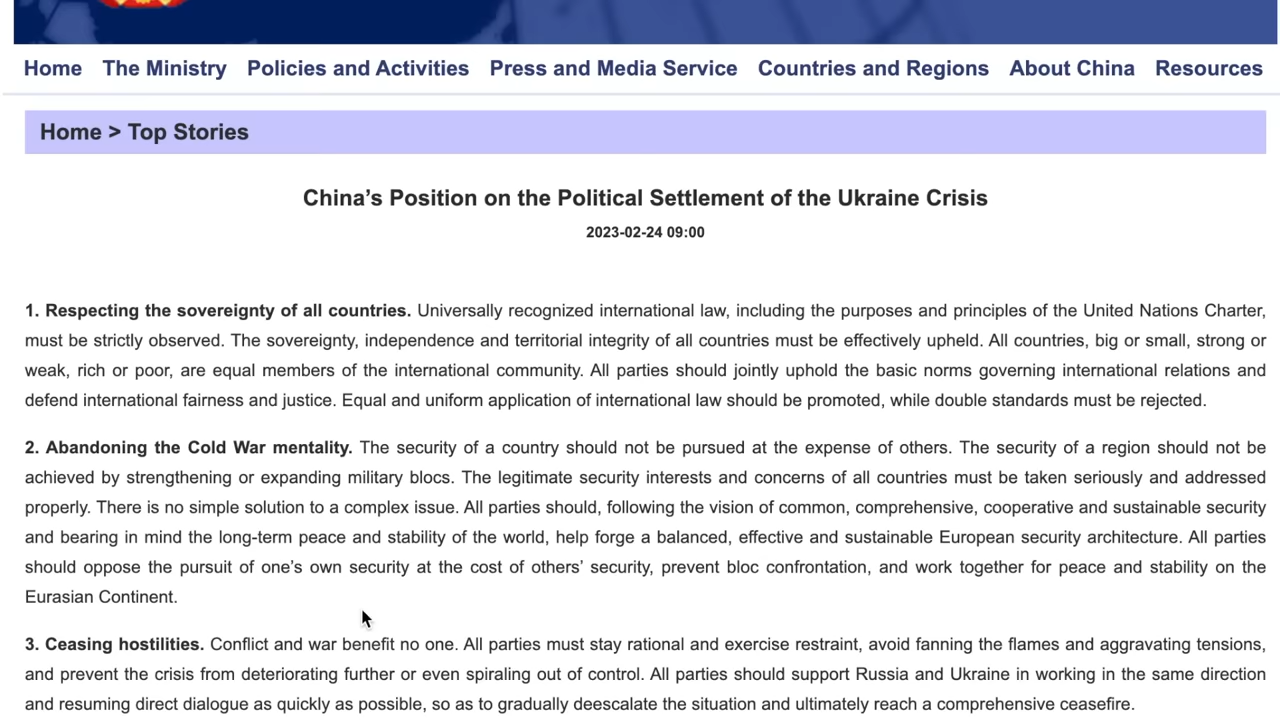 Home The Ministry Policies and Activities Press and Media Service Countries and Regions About China Resources
Home > Top Stories
China’s Position on the Political Settlement of the Ukraine Crisis
2023-02-24 09:00
1. Respecting the sovereignty of all countries. Universally recognized international law, including the purposes and principles of the United Nations Charter,
must be strictly observed. The sovereignty, independence and territorial integrity of all countries must be effectively upheld. All countries, big or small, strong or
weak, rich or poor, are equal members of the international community. All parties should jointly uphold the basic norms governing international relations and
defend international fairness and justice. Equal and uniform application of international law should be promoted, while double standards must be rejected.
2. Abandoning the Cold War mentality. The security of a country should not be pursued at the expense of others. The security of a region should not be
achieved by strengthening or expanding military blocs. The legitimate security interests and concerns of all countries must be taken seriously and addressed
properly. There is no simple solution to a complex issue. All parties should, following the vision of common, comprehensive, cooperative and sustainable security
and bearing in mind the long-term peace and stability of the world, help forge a balanced, effective and sustainable European security architecture. All parties
should oppose the pursuit of one’s own security at the cost of others’ security, prevent bloc confrontation, and work together for peace and stability on the
Eurasian Continent.
3. Ceasing hostilities. Conflict and war benefit no one. All parties must stay rational and exercise restraint, avoid fanning the flames and aggravating tensions,
and prevent the crisis from deteriorating further or even spiraling out of control. All parties should support Russia and Ukraine in working in the same direction
and resuming direct dialogue as quickly as possible, so as to gradually deescalate the situation and ultimately reach a comprehensive ceasefire.